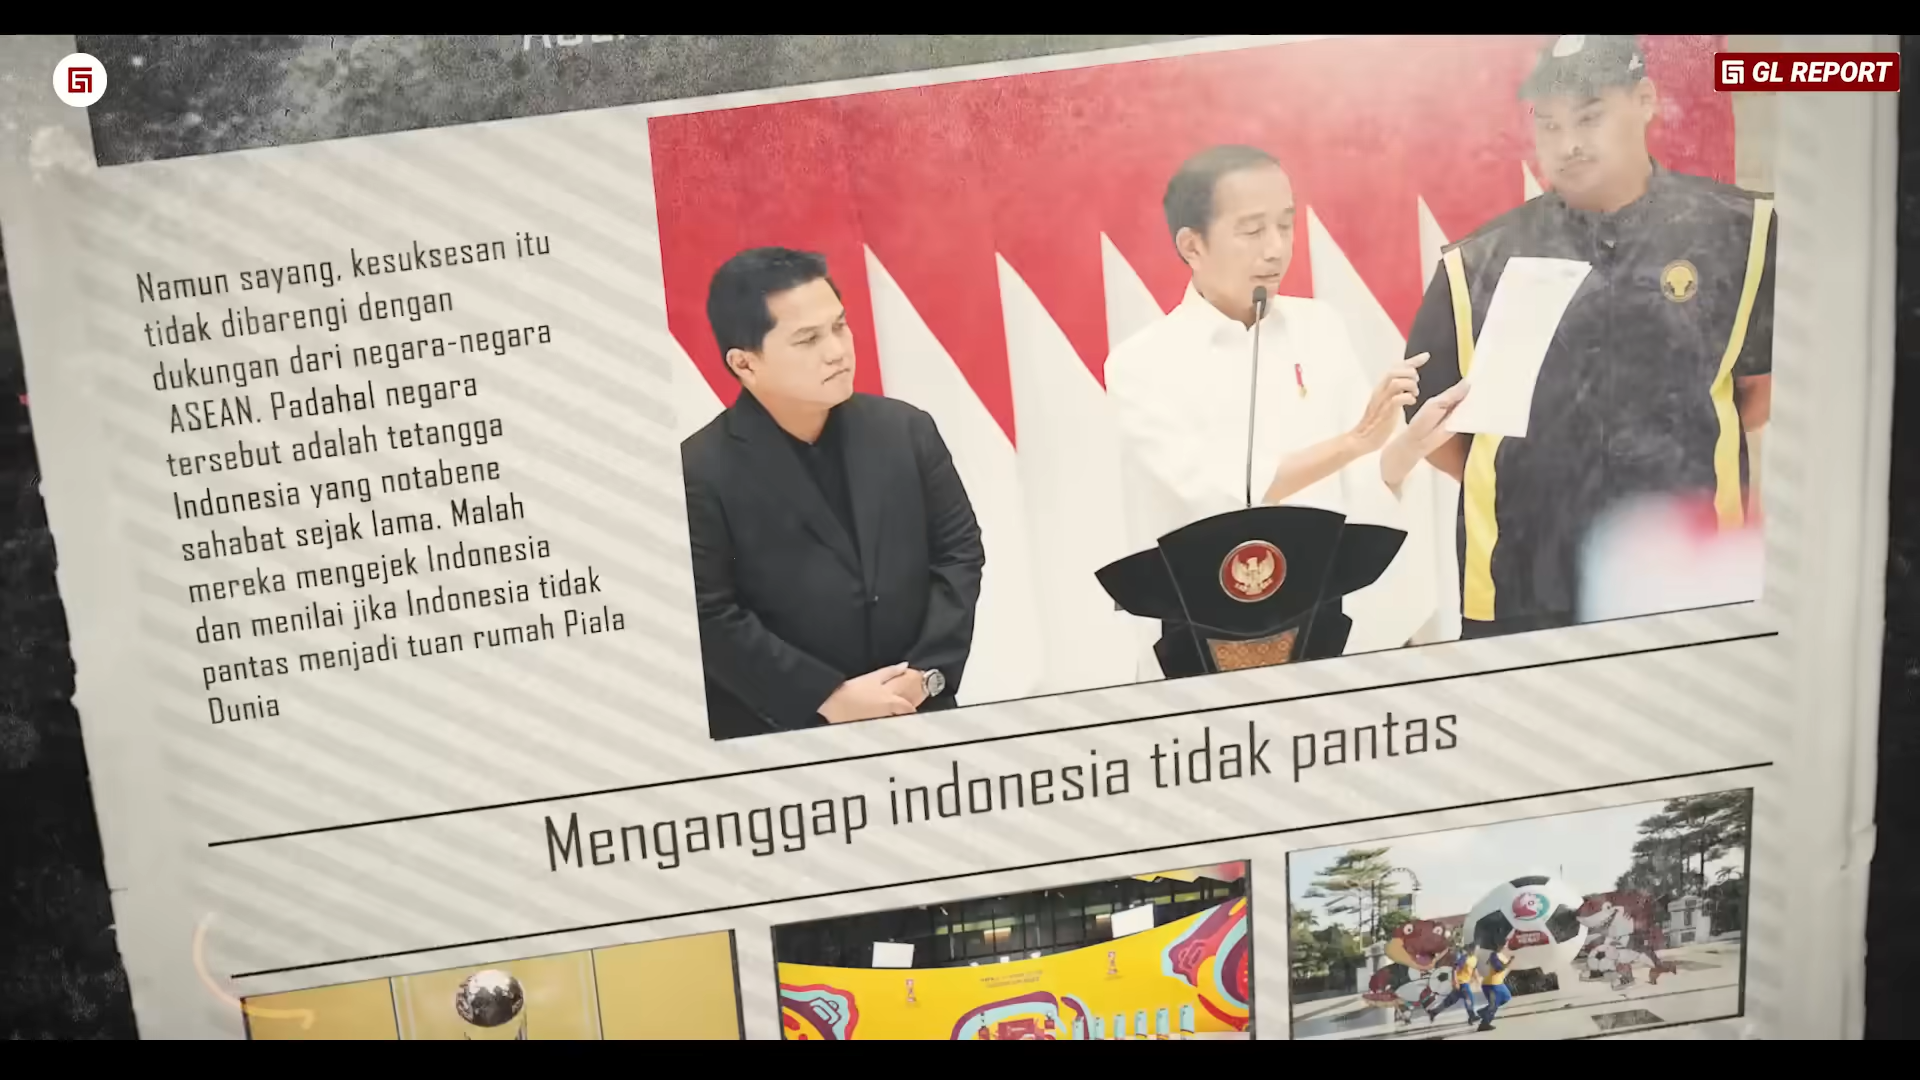 GL REPORT
Namun sayang, kesuksesan itu
tidak dibarengi dengan
dukungan dari negara-negara
ASEAN. Padahal negara
tersebut adalah tetangga
Indonesia yang notabene
sahabat sejak lama. Malah
mereka mengejek Indonesia
dan menilai jika Indonesia tidak
pantas menjadi tuan rumah Piala
Dunia
Menganggap indonesia tidak pantas